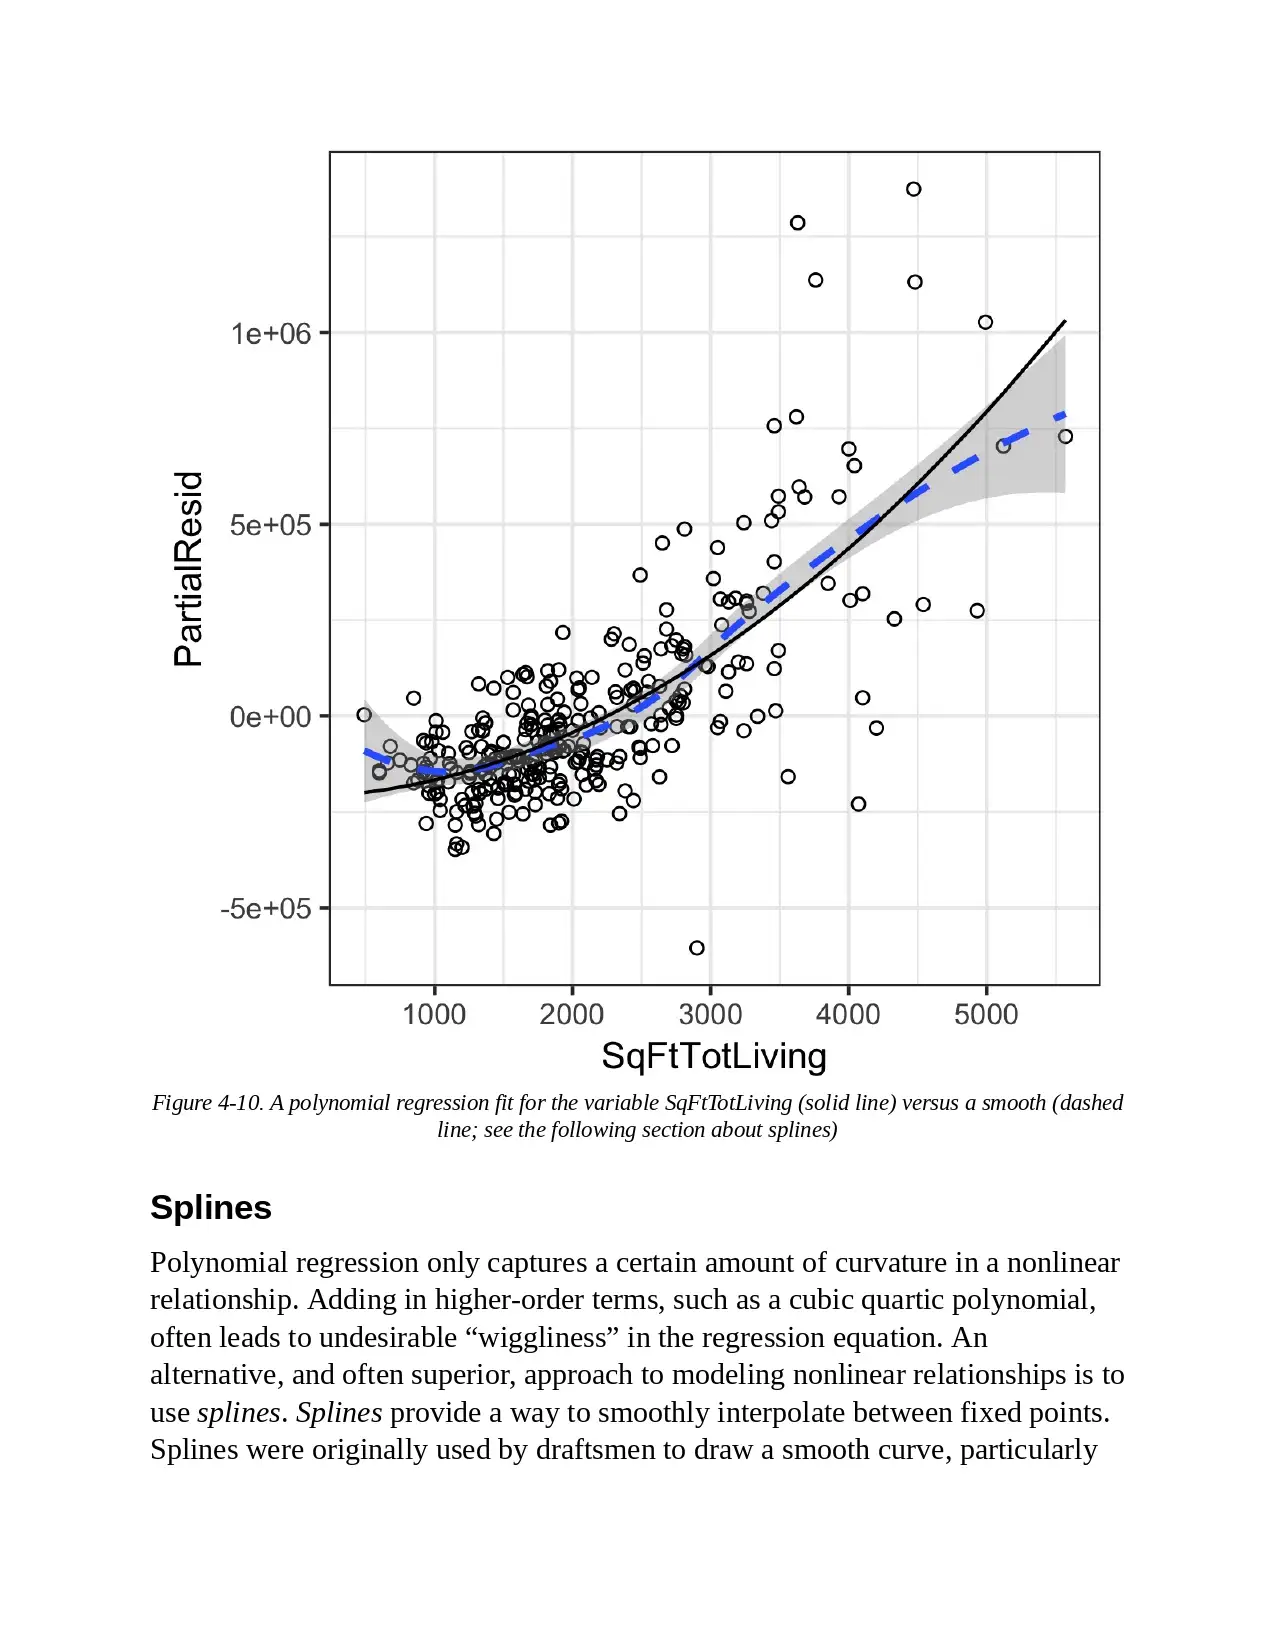 1e+06
5e+05
0e+00
-5e+05
PartialResid
1000 2000 3000 4000 5000
SqFtTotLiving
Figure 4-10. A polynomial regression fit for the variable SqFtTotLiving (solid line) versus a smooth (dashed
line; see the following section about splines)
Splines
Polynomial regression only captures a certain amount of curvature in a nonlinear
relationship. Adding in higher-order terms, such as a cubic quartic polynomial,
often leads to undesirable “wiggliness” in the regression equation. An
alternative, and often superior, approach to modeling nonlinear relationships is to
use splines. Splines provide a way to smoothly interpolate between fixed points.
Splines were originally used by draftsmen to draw a smooth curve, particularly